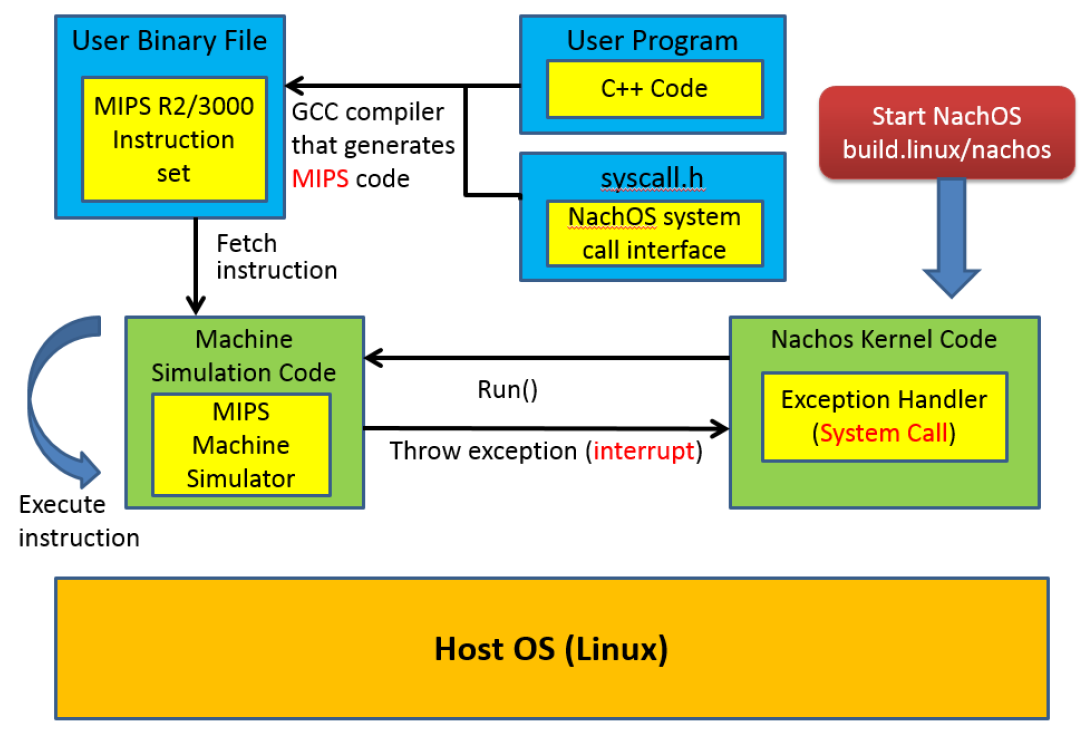 User Binary File
MIPS R2/3000
Instruction
set
GCC compiler
that generates
MIPS code
User Program
C++ Code
syscall.h
NachOS system
call interface
Start NachOS
build.linux/nachos
Fetch
instruction
Machine
Simulation Code
MIPS
Machine
Simulator
Execute
instruction
Run()
Throw exception (interrupt)
Nachos Kernel Code
Exception Handler
(System Call)
Host OS (Linux)